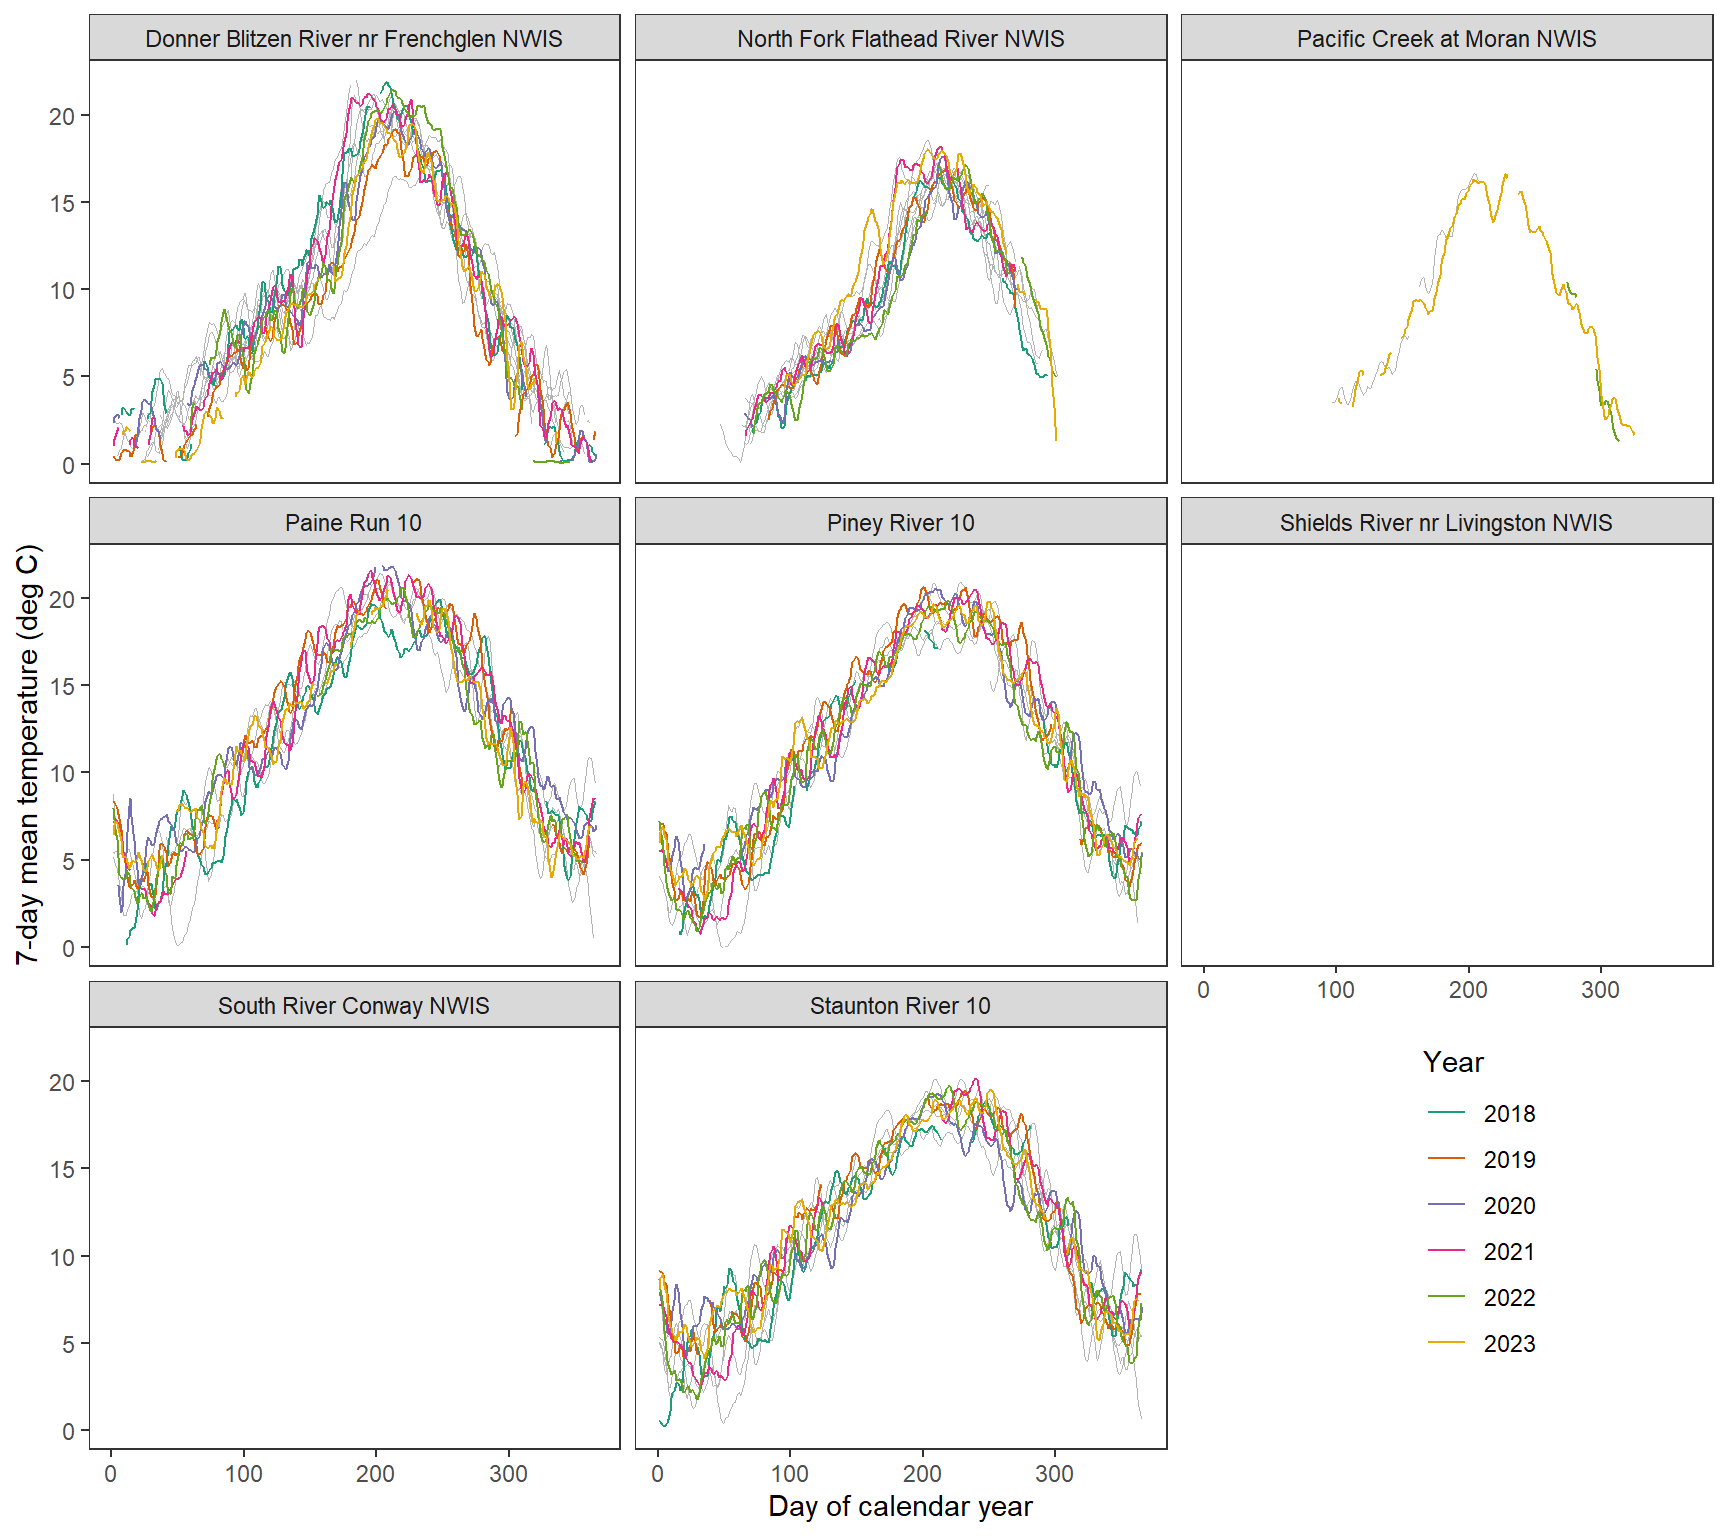 Donner Blitzen River nr Frenchglen NWIS
North Fork Flathead River NWIS
Pacific Creek at Moran NWIS
20
15
10
5
0
Paine Run 10
Piney River 10
Shields River nr Livingston NWIS
7-day mean temperature (deg C)
20
15
10
5
0
0 100 200 300
South River Conway NWIS
Staunton River 10
20
15
10
5
0
0 100 200 300
0 100 200 300
Day of calendar year
Year
2018
2019
2020
2021
2022
2023